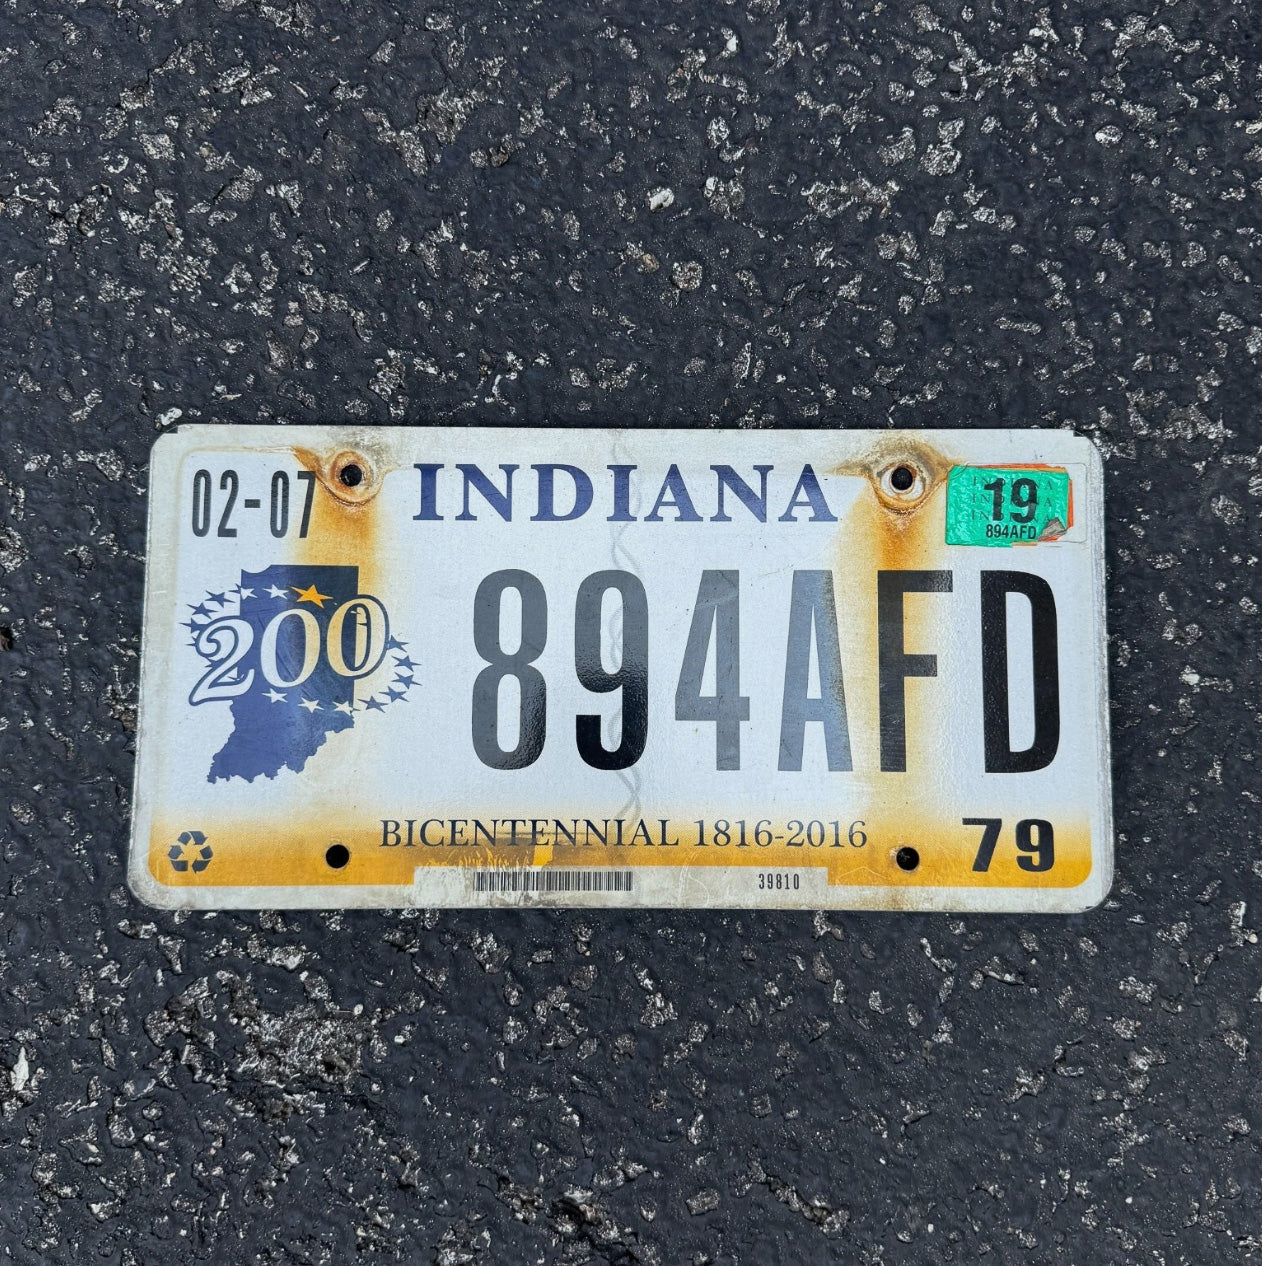 02-07
INDIANA
19
894AFD
200
894AFD
BICENTENNIAL 1816-2016
79
39810